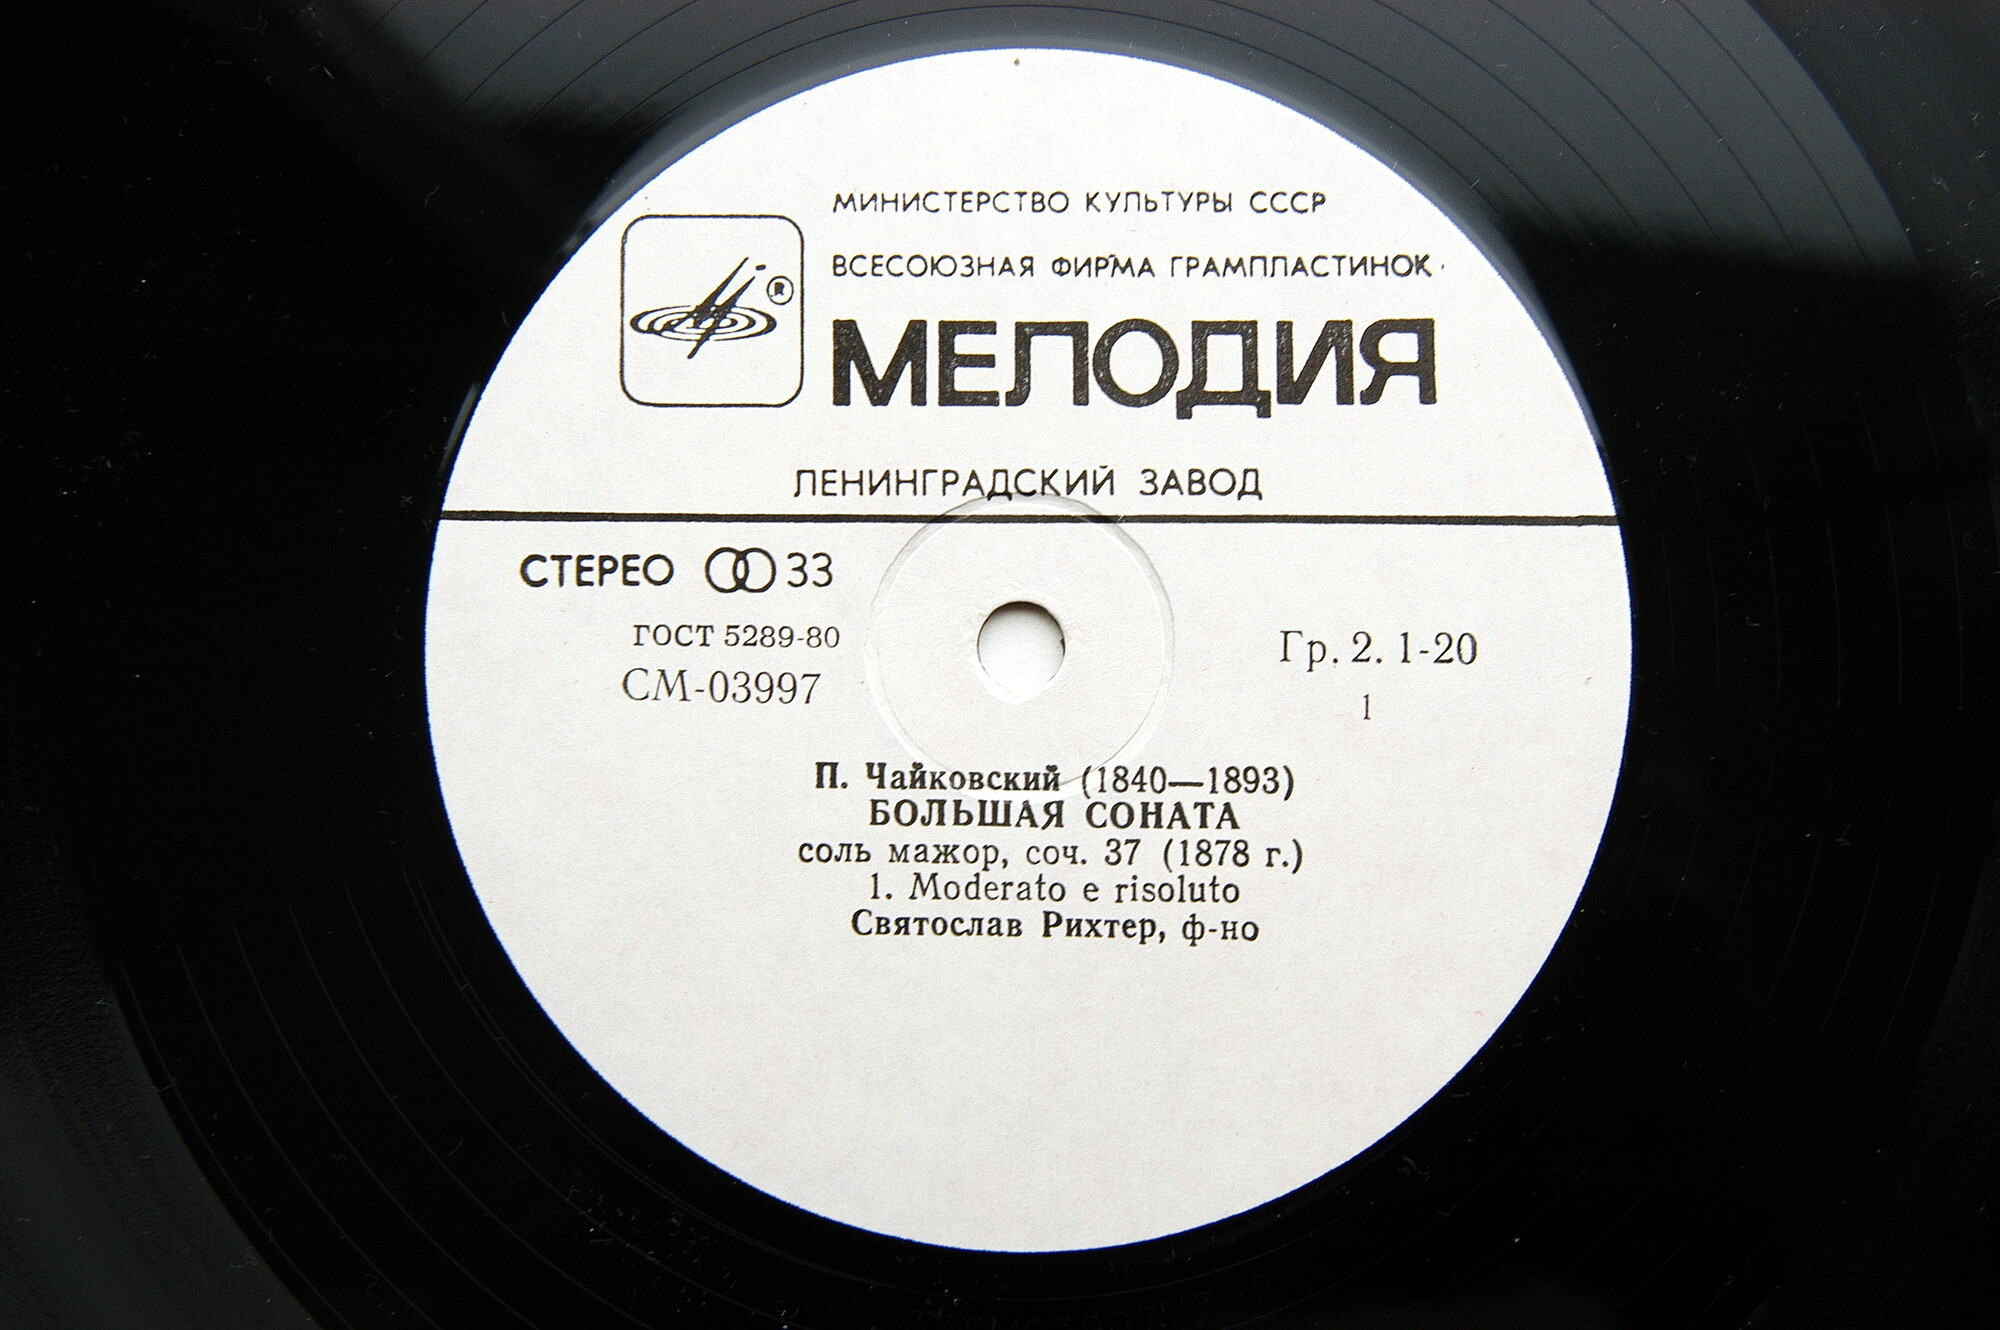 МИНИСТЕРСТВО КУЛЬТУРЫ СССР
ВСЕСОЮЗНАЯ ФИРМА ГРАМПЛАСТИНОК
®
МЕЛОДИЯ
ЛЕНИНГРАДСКИЙ ЗАВОД
СТЕРЕО 33
ГОСТ 5289-80
СМ-03997
Гр. 2. 1-20
1
П. Чайковский (1840—1893)
БОЛЬШАЯ СОНАТА
соль мажор, соч. 37 (1878 г.)
1. Moderato e risoluto
Святослав Рихтер, ф-но